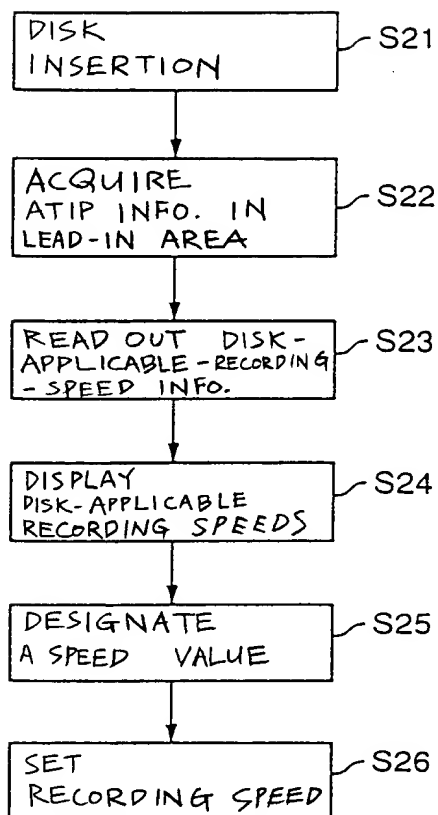 DISK
INSERTION
S21
ACQUIRE
ATIP INFO. IN
LEAD-IN AREA
S22
READ OUT DISK-
APPLICABLE-RECORDING
-SPEED INFO.
S23
DISPLAY
DISK-APPLICABLE
RECORDING SPEEDS
S24
DESIGNATE
A SPEED VALUE
S25
SET
RECORDING SPEED
S26